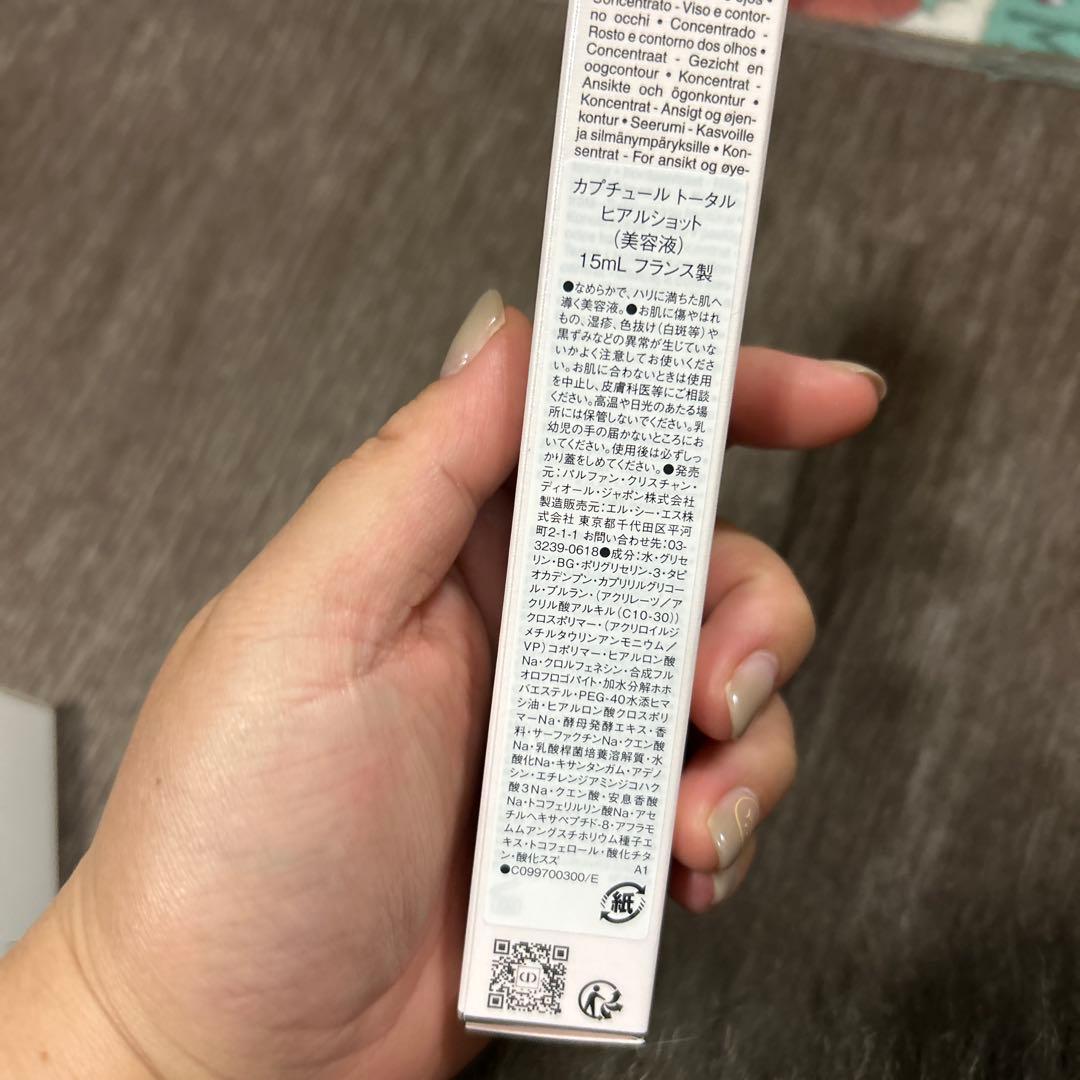 Concentrato - Viso e contor-
no occhi • Concentrado -
Rosto e contorno dos olhos •
Concentraat - Gezicht en
oogcontour • Koncentrat -
Ansikte och ögonkontur •
Koncentrat - Ansigt og øjen-
kontur • Seerumi - Kasvoille
ja silmänympäryksille • Kon-
sentrat - For ansikt og øye-
カプチュール トータル
ヒアルショット
(美容液)
15mL フランス製
●なめらかで、ハリに満ちた肌へ
導く美容液。●お肌に傷やはれ
もの、湿疹、色抜け(白斑等)や
黒ずみなどの異常が生じていな
いかよく注意してお使いくださ
い。お肌に合わないときは使用
を中止し、皮膚科医等にご相談
ください。高温や日光のあたる場
所には保管しないでください。乳
幼児の手の届かないところにお
いてください。使用後は必ずしっ
かり蓋をしめてください。●発売
元：パルファン・クリスチャン・
ディオール・ジャポン株式会社
製造販売元：エル・シー・エス株
式会社 東京都千代田区平河
町2-1-1 お問い合わせ先：03-
3239-0618●成分：水・グリセ
リン・BG・ポリグリセリン-3・タピ
オカデンプン・カプリリルグリコー
ル・プルラン・(アクリレーツ／ア
クリル酸アルキル(C10-30))
クロスポリマー・(アクリロイルジ
メチルタウリンアンモニウム／
VP)コポリマー・ヒアルロン酸
Na・クロルフェネシン・合成フル
オロフロゴパイト・加水分解ホホ
バエステル・PEG-40水添ヒマ
シ油・ヒアルロン酸クロスポリ
マーNa・酵母発酵エキス・香
料・サーファクチンNa・クエン酸
Na・乳酸桿菌培養溶解質・水
酸化Na・キサンタンガム・アデノ
シン・エチレンジアミンジコハク
酸3Na・クエン酸・安息香酸
Na・トコフェリルリン酸Na・アセ
チルヘキサペプチド-8・アフラモ
ムムアングスチホリウム種子エ
キス・トコフェロール・酸化チタ
ン・酸化スズ A1
●C099700300/E
紙
CD